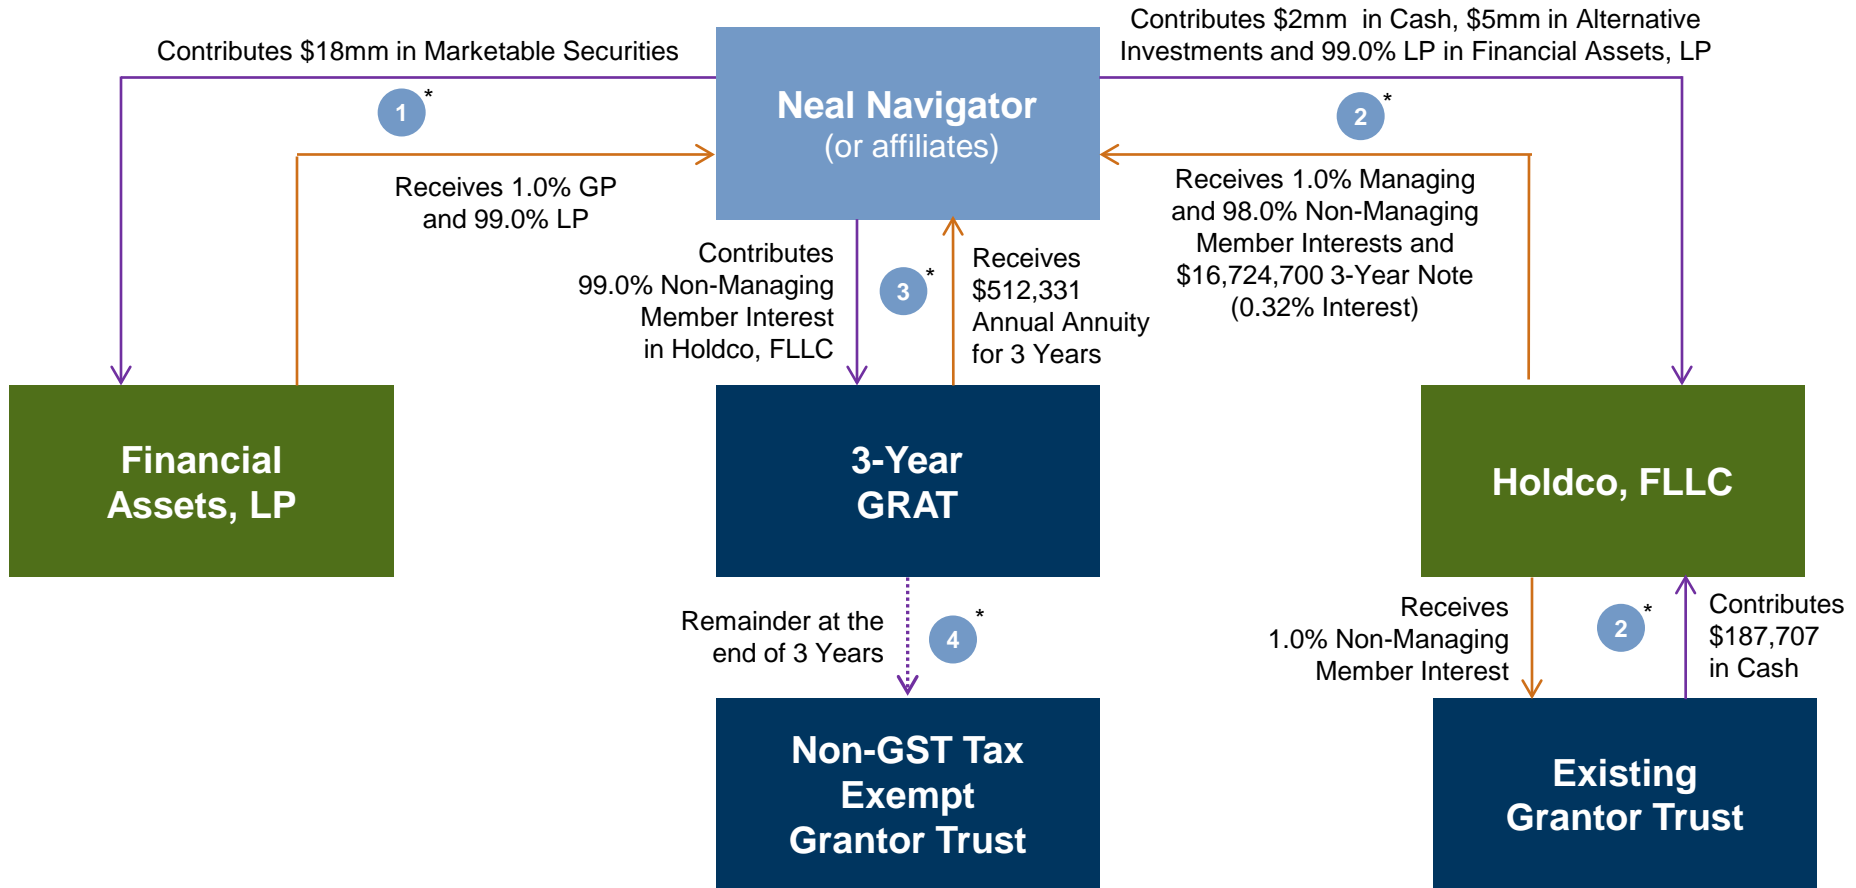 Contributes $18mm in Marketable Securities
1*
Receives 1.0% GP
and 99.0% LP
Neal Navigator
(or affiliates)
Contributes $2mm in Cash, $5mm in Alternative
Investments and 99.0% LP in Financial Assets, LP
2*
Receives 1.0% Managing
and 98.0% Non-Managing
Member Interests and
$16,724,700 3-Year Note
(0.32% Interest)
Contributes
99.0% Non-Managing
Member Interest
in Holdco, FLLC
3*
Receives
$512,331
Annual Annuity
for 3 Years
Financial
Assets, LP
3-Year
GRAT
Holdco, FLLC
Remainder at the
end of 3 Years
4*
Receives
1.0% Non-Managing
Member Interest
2*
Contributes
$187,707
in Cash
Non-GST Tax
Exempt
Grantor Trust
Existing
Grantor Trust